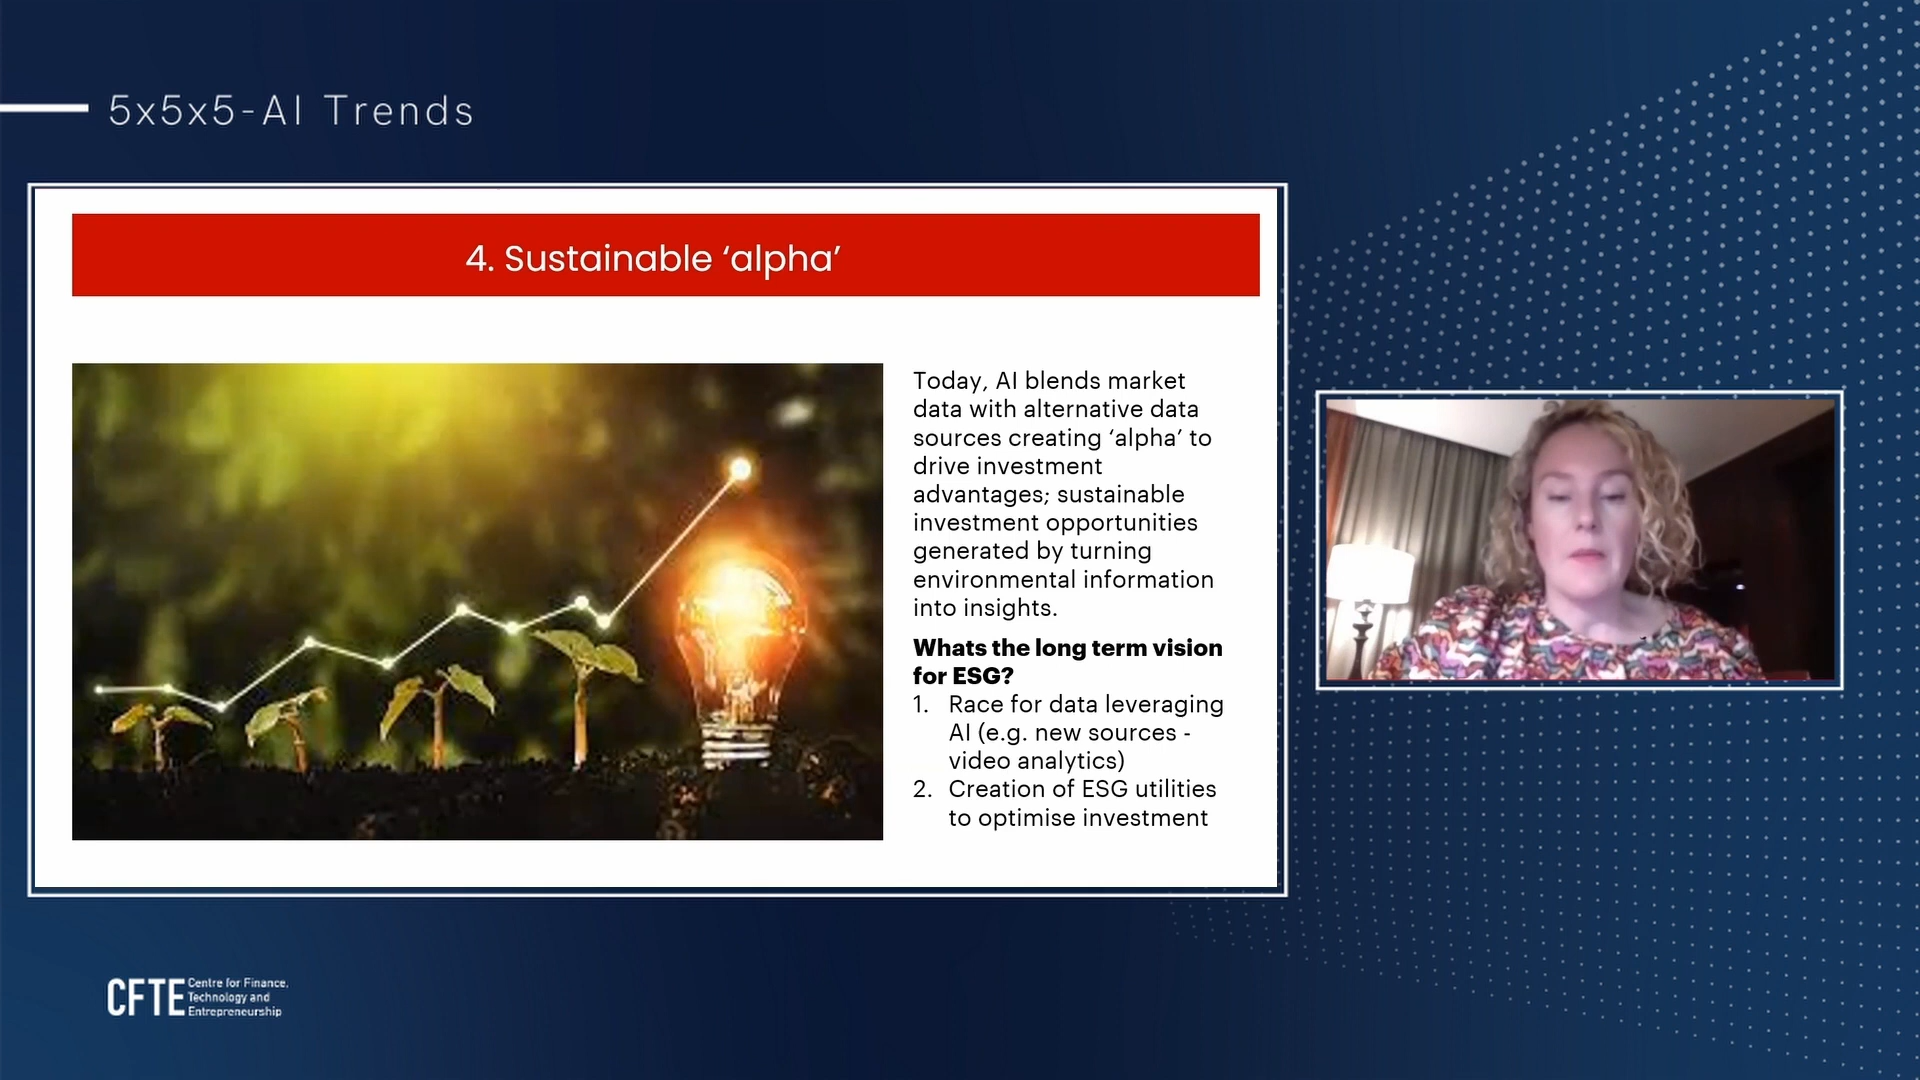 5x5x5-AI Trends
4. Sustainable ‘alpha’
Today, AI blends market
data with alternative data
sources creating ‘alpha’ to
drive investment
advantages; sustainable
investment opportunities
generated by turning
environmental information
into insights.
Whats the long term vision
for ESG?
1. Race for data leveraging
AI (e.g. new sources -
video analytics)
2. Creation of ESG utilities
to optimise investment
CFTE
Centre for Finance,
Technology and
Entrepreneurship